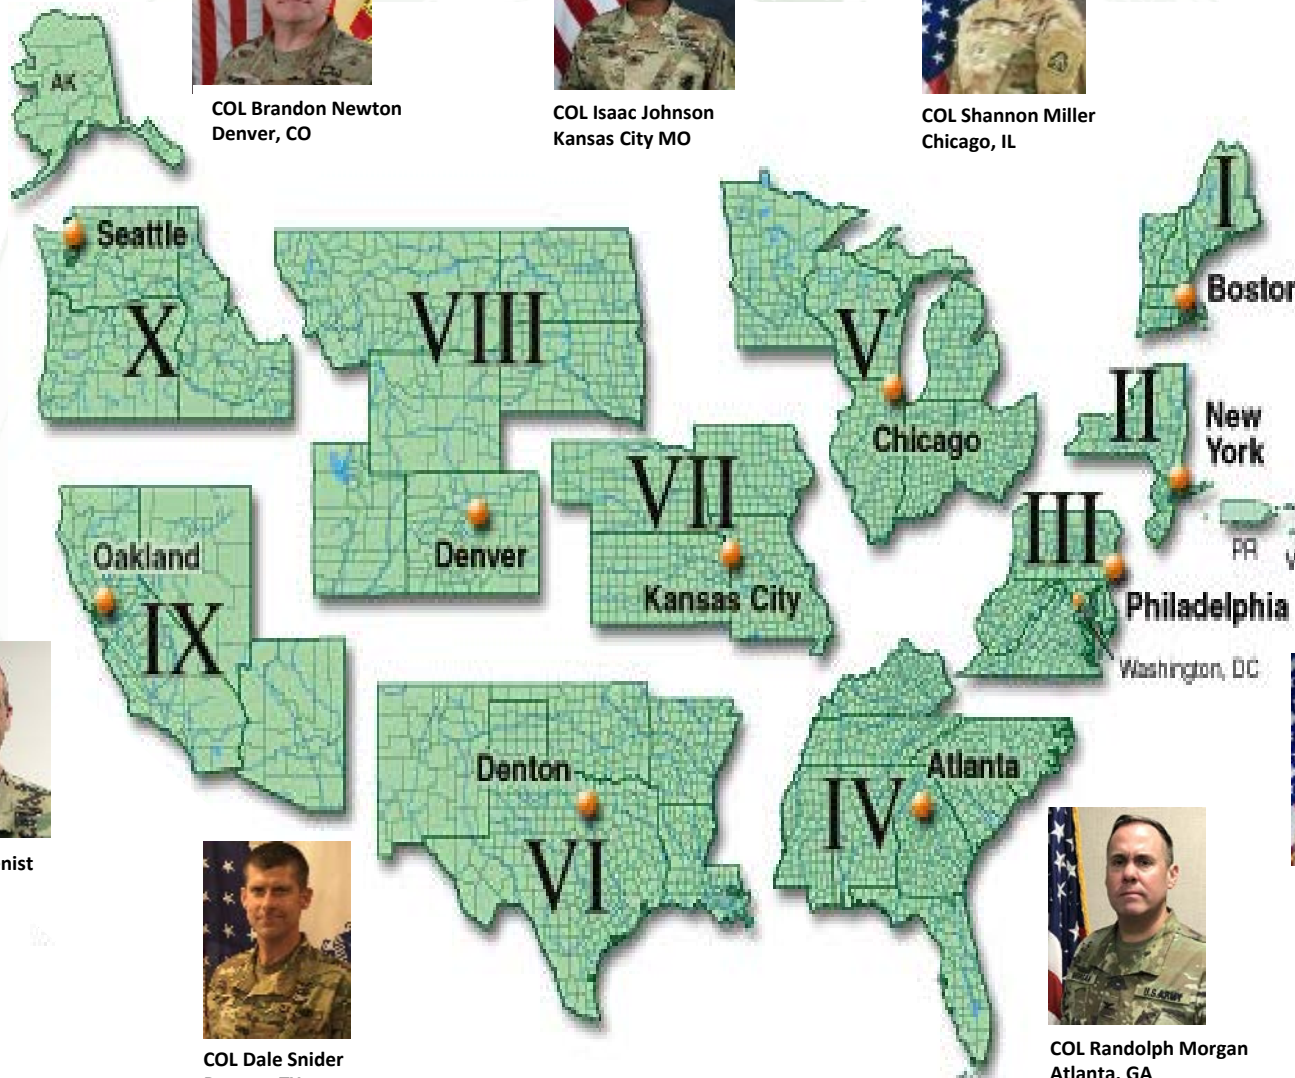 AK
COL Brandon Newton
Denver, CO
COL Isaac Johnson
Kansas City MO
COL Shannon Miller
Chicago, IL
I
Seattle
Boston
VIII
X
V
II
New
York
Chicago
VII
III
Oakland
Denver
PR
Kansas City
Philadelphia
IX
Washington, DC
Denton
Atlanta
IV
VI
nist
U.S. ARMY
COL Dale Snider
COL Randolph Morgan
Atlanta, GA